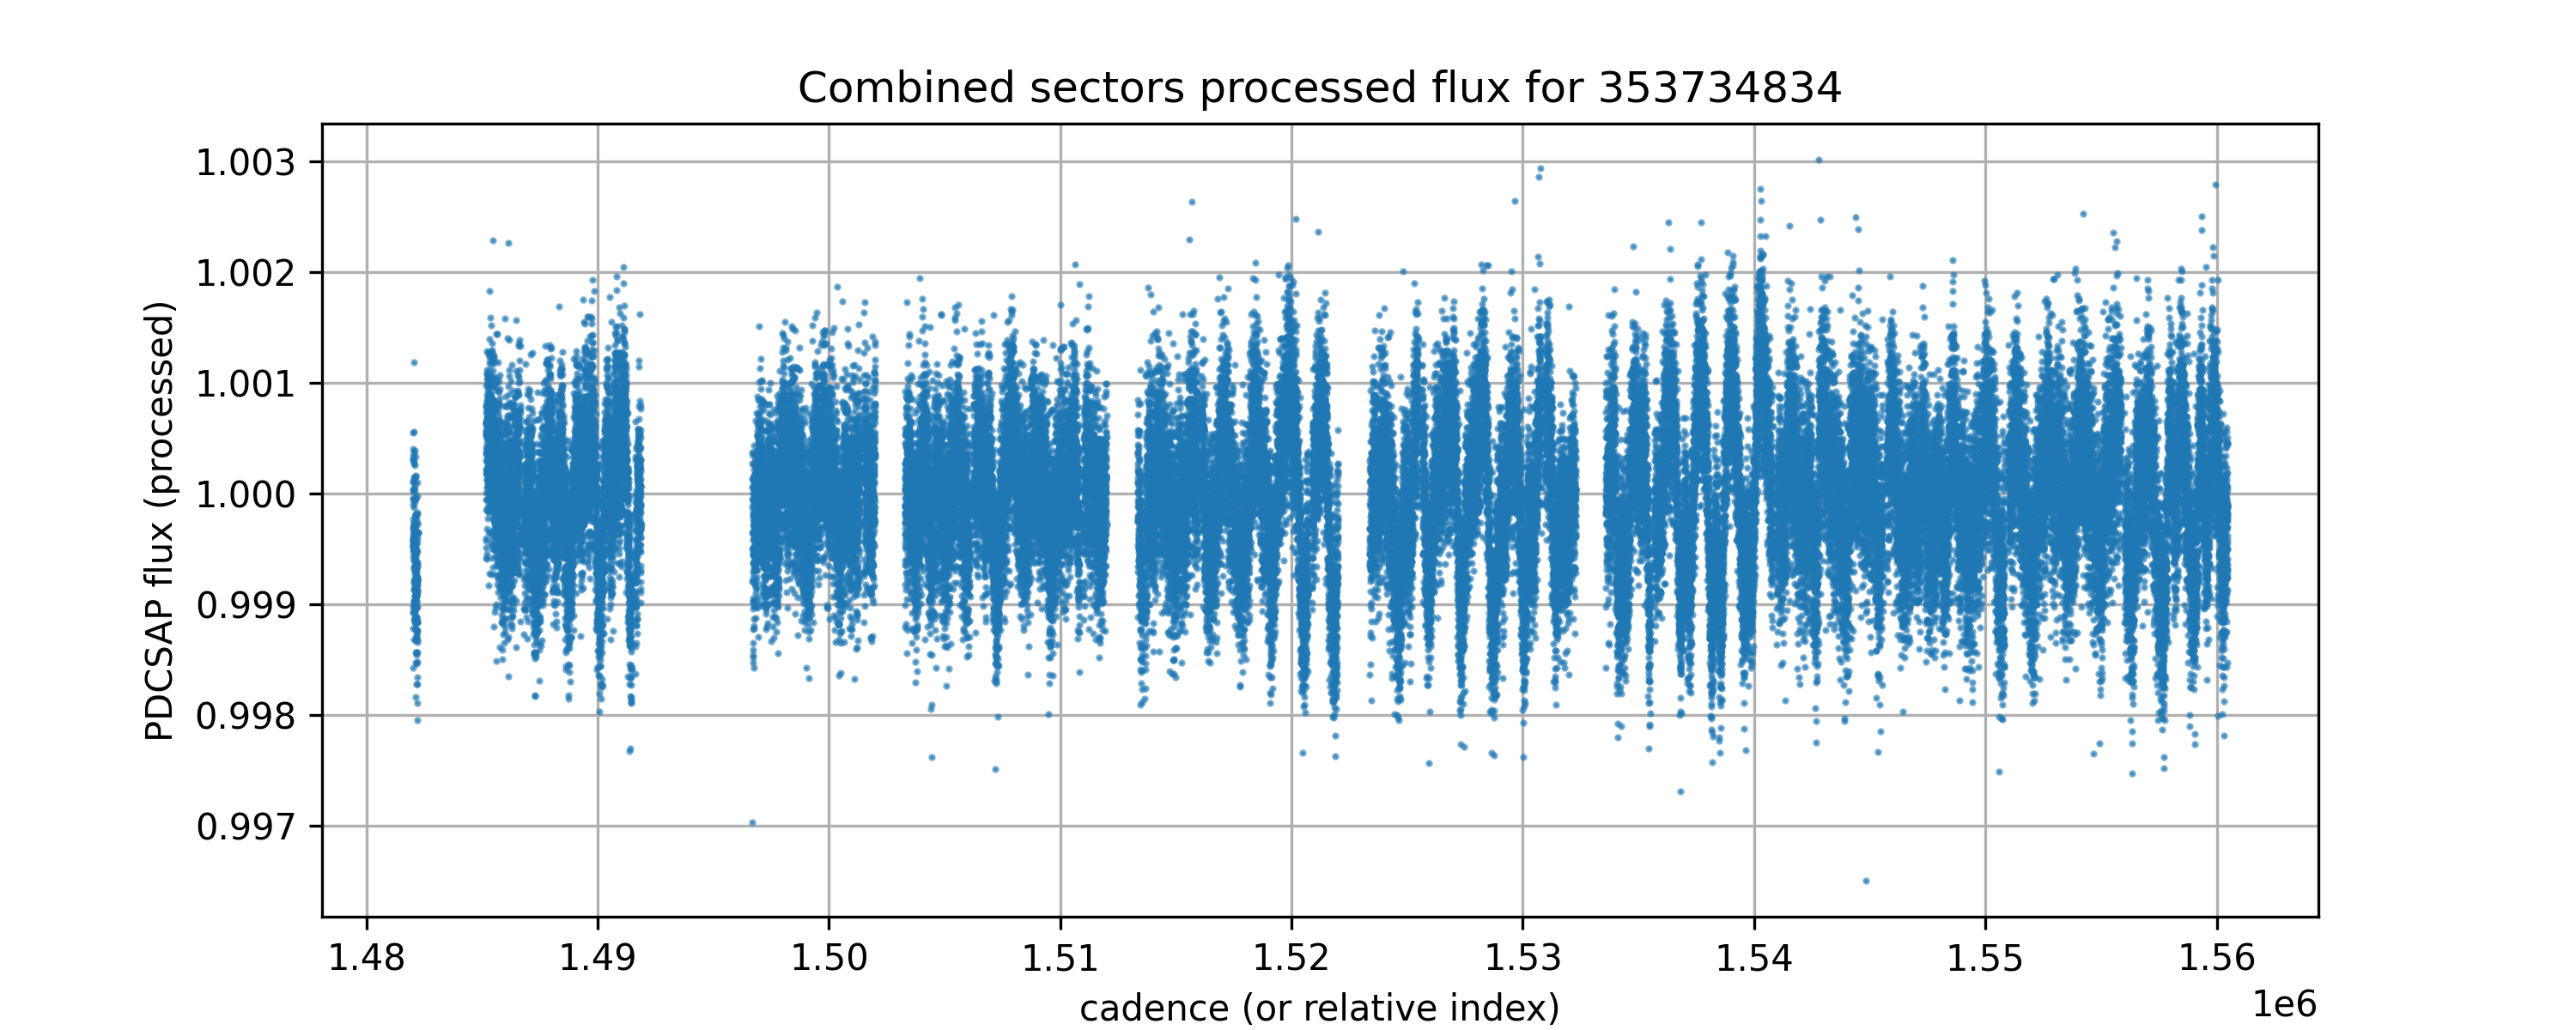 Combined sectors processed flux for 353734834
PDCSAP flux (processed)
1.003
1.002
1.001
1.000
0.999
0.998
0.997
1.48 1.49 1.50 1.51 1.52 1.53 1.54 1.55 1.56
1e6
cadence (or relative index)